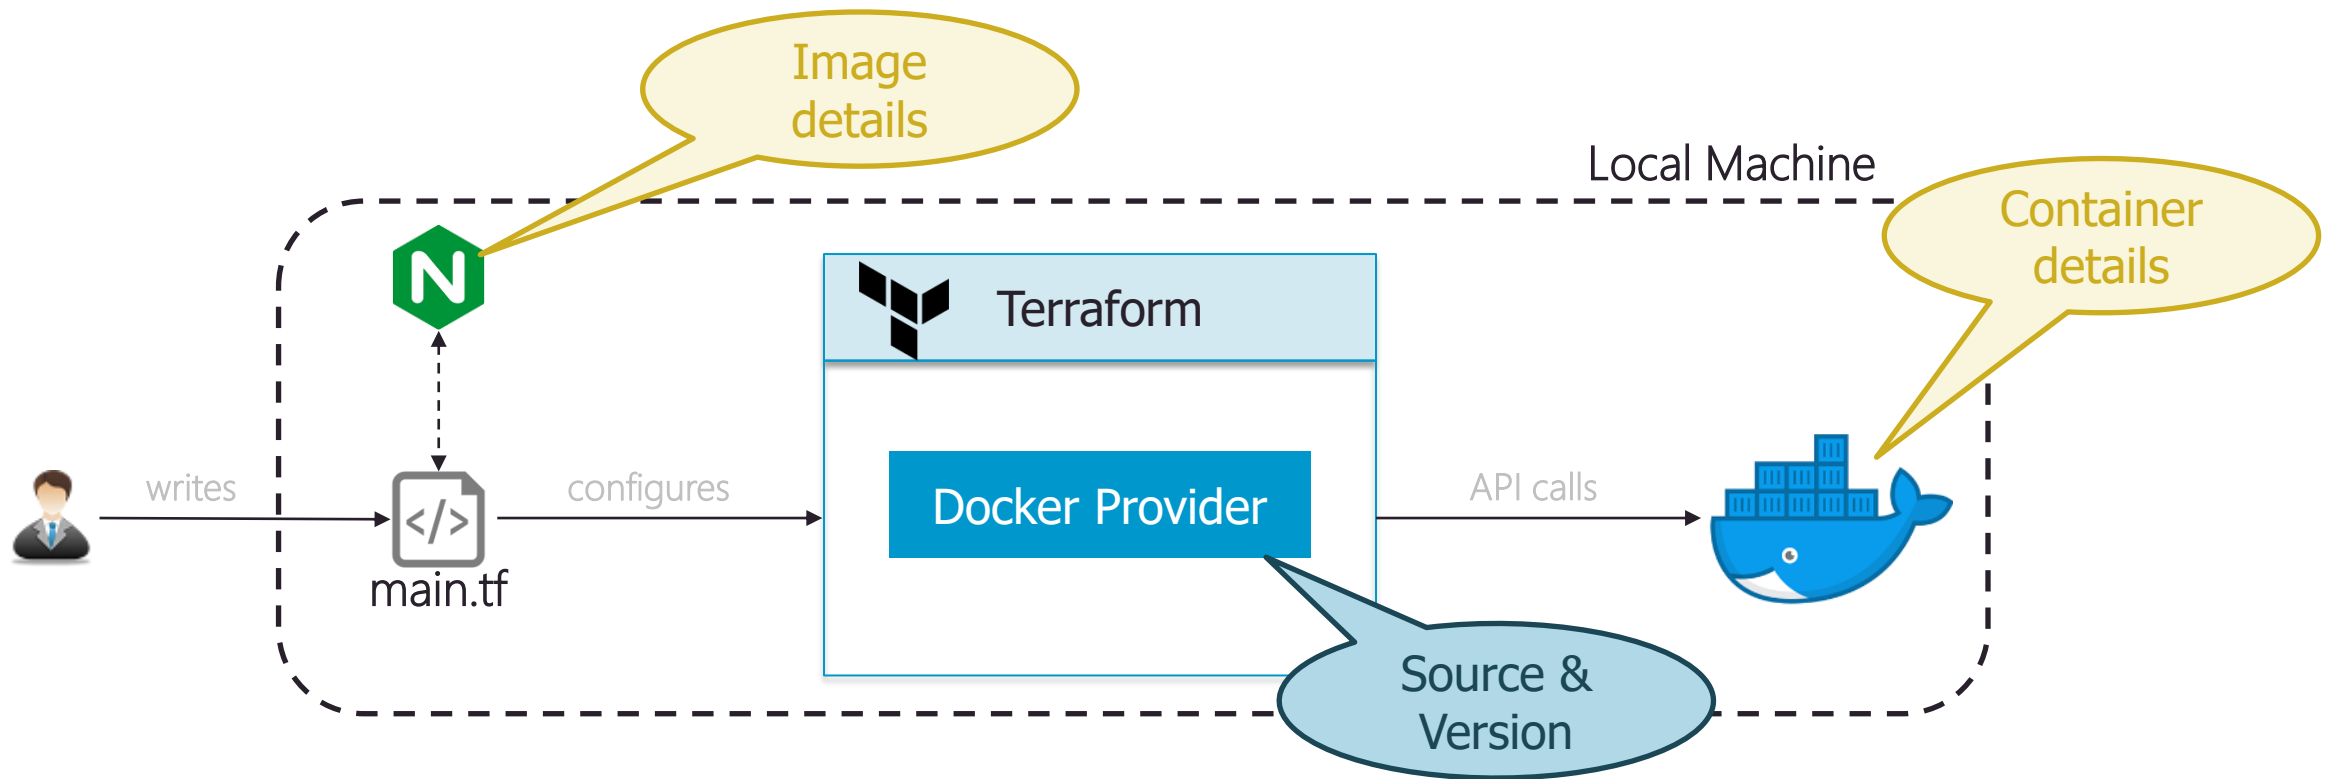 Image
details
Local Machine
Container
details
N
Terraform
writes
configures
Docker Provider
API calls
</>
main.tf
Source &
Version